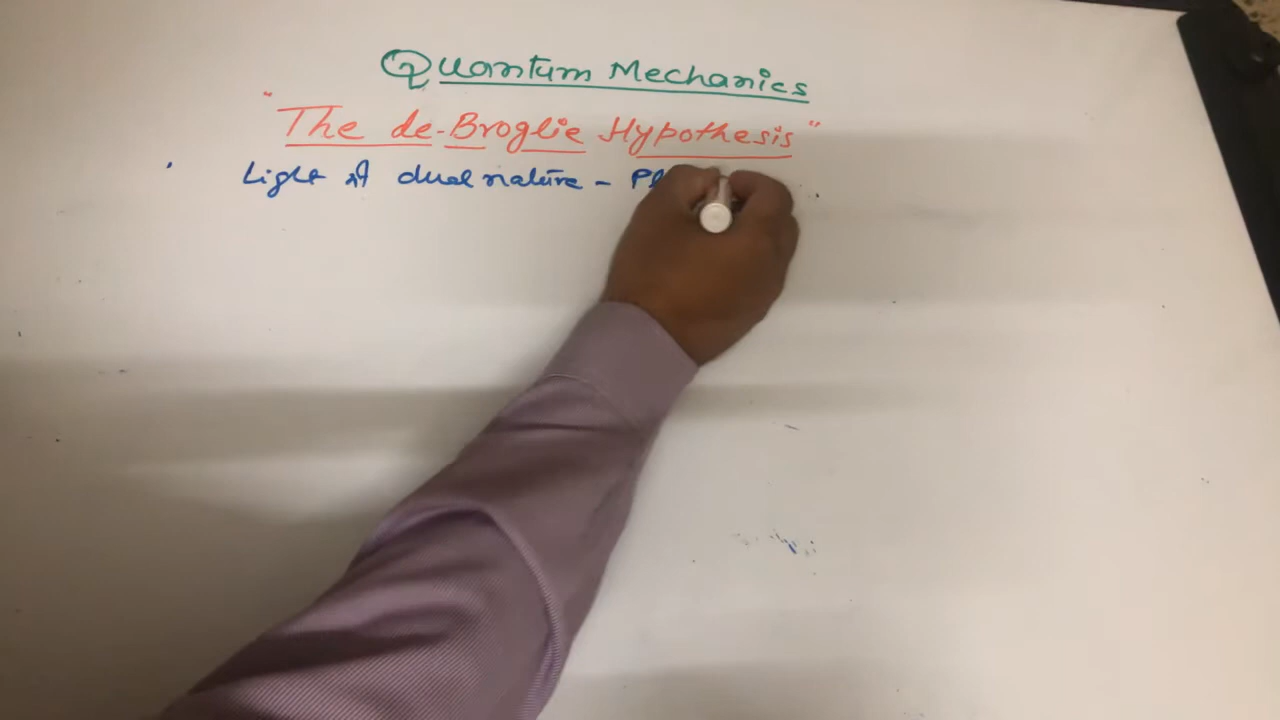 Quantum Mechanics
"The de-Broglie Hypothesis"
Light of dual nature -